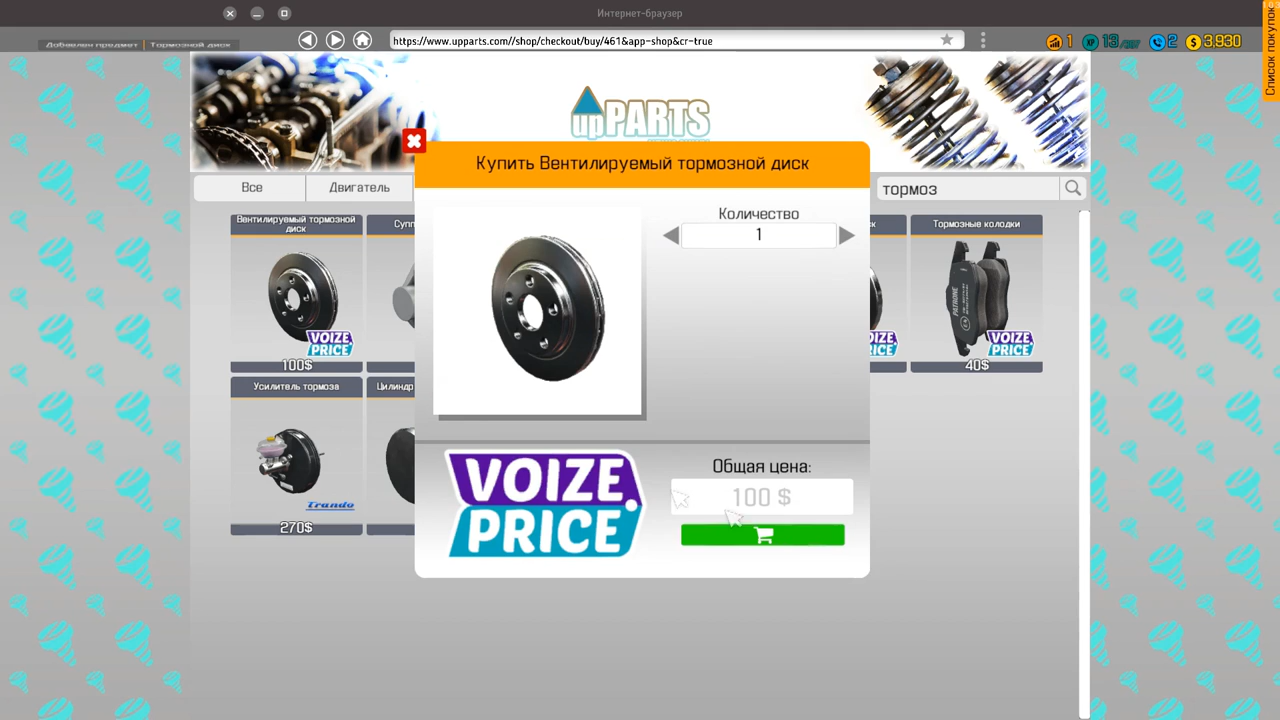 Интернет-браузер
Добавлен предмет | Тормозной диск
https://www.upparts.com//shop/checkout/buy/461&app-shop&cr-true
1
13
2
3,930
Список покупок
upPARTS
Купить Вентилируемый тормозной диск
Все
Двигатель
тормоз
Количество
1
Вентилируемый тормозной
диск
Тормозные колодки
VOIZE
PRICE
100$
PATRONE
VOIZE
PRICE
40$
Усилитель тормоза
Trando
270$
VOIZE
PRICE
Общая цена:
100 $